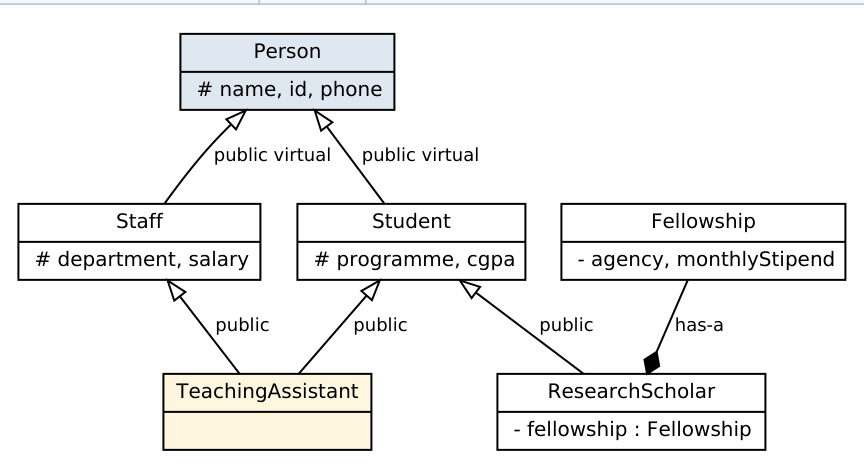 Person
# name, id, phone
public virtual
public virtual
Staff
# department, salary
Student
# programme, cgpa
Fellowship
- agency, monthlyStipend
public
public
public
has-a
TeachingAssistant
ResearchScholar
- fellowship : Fellowship